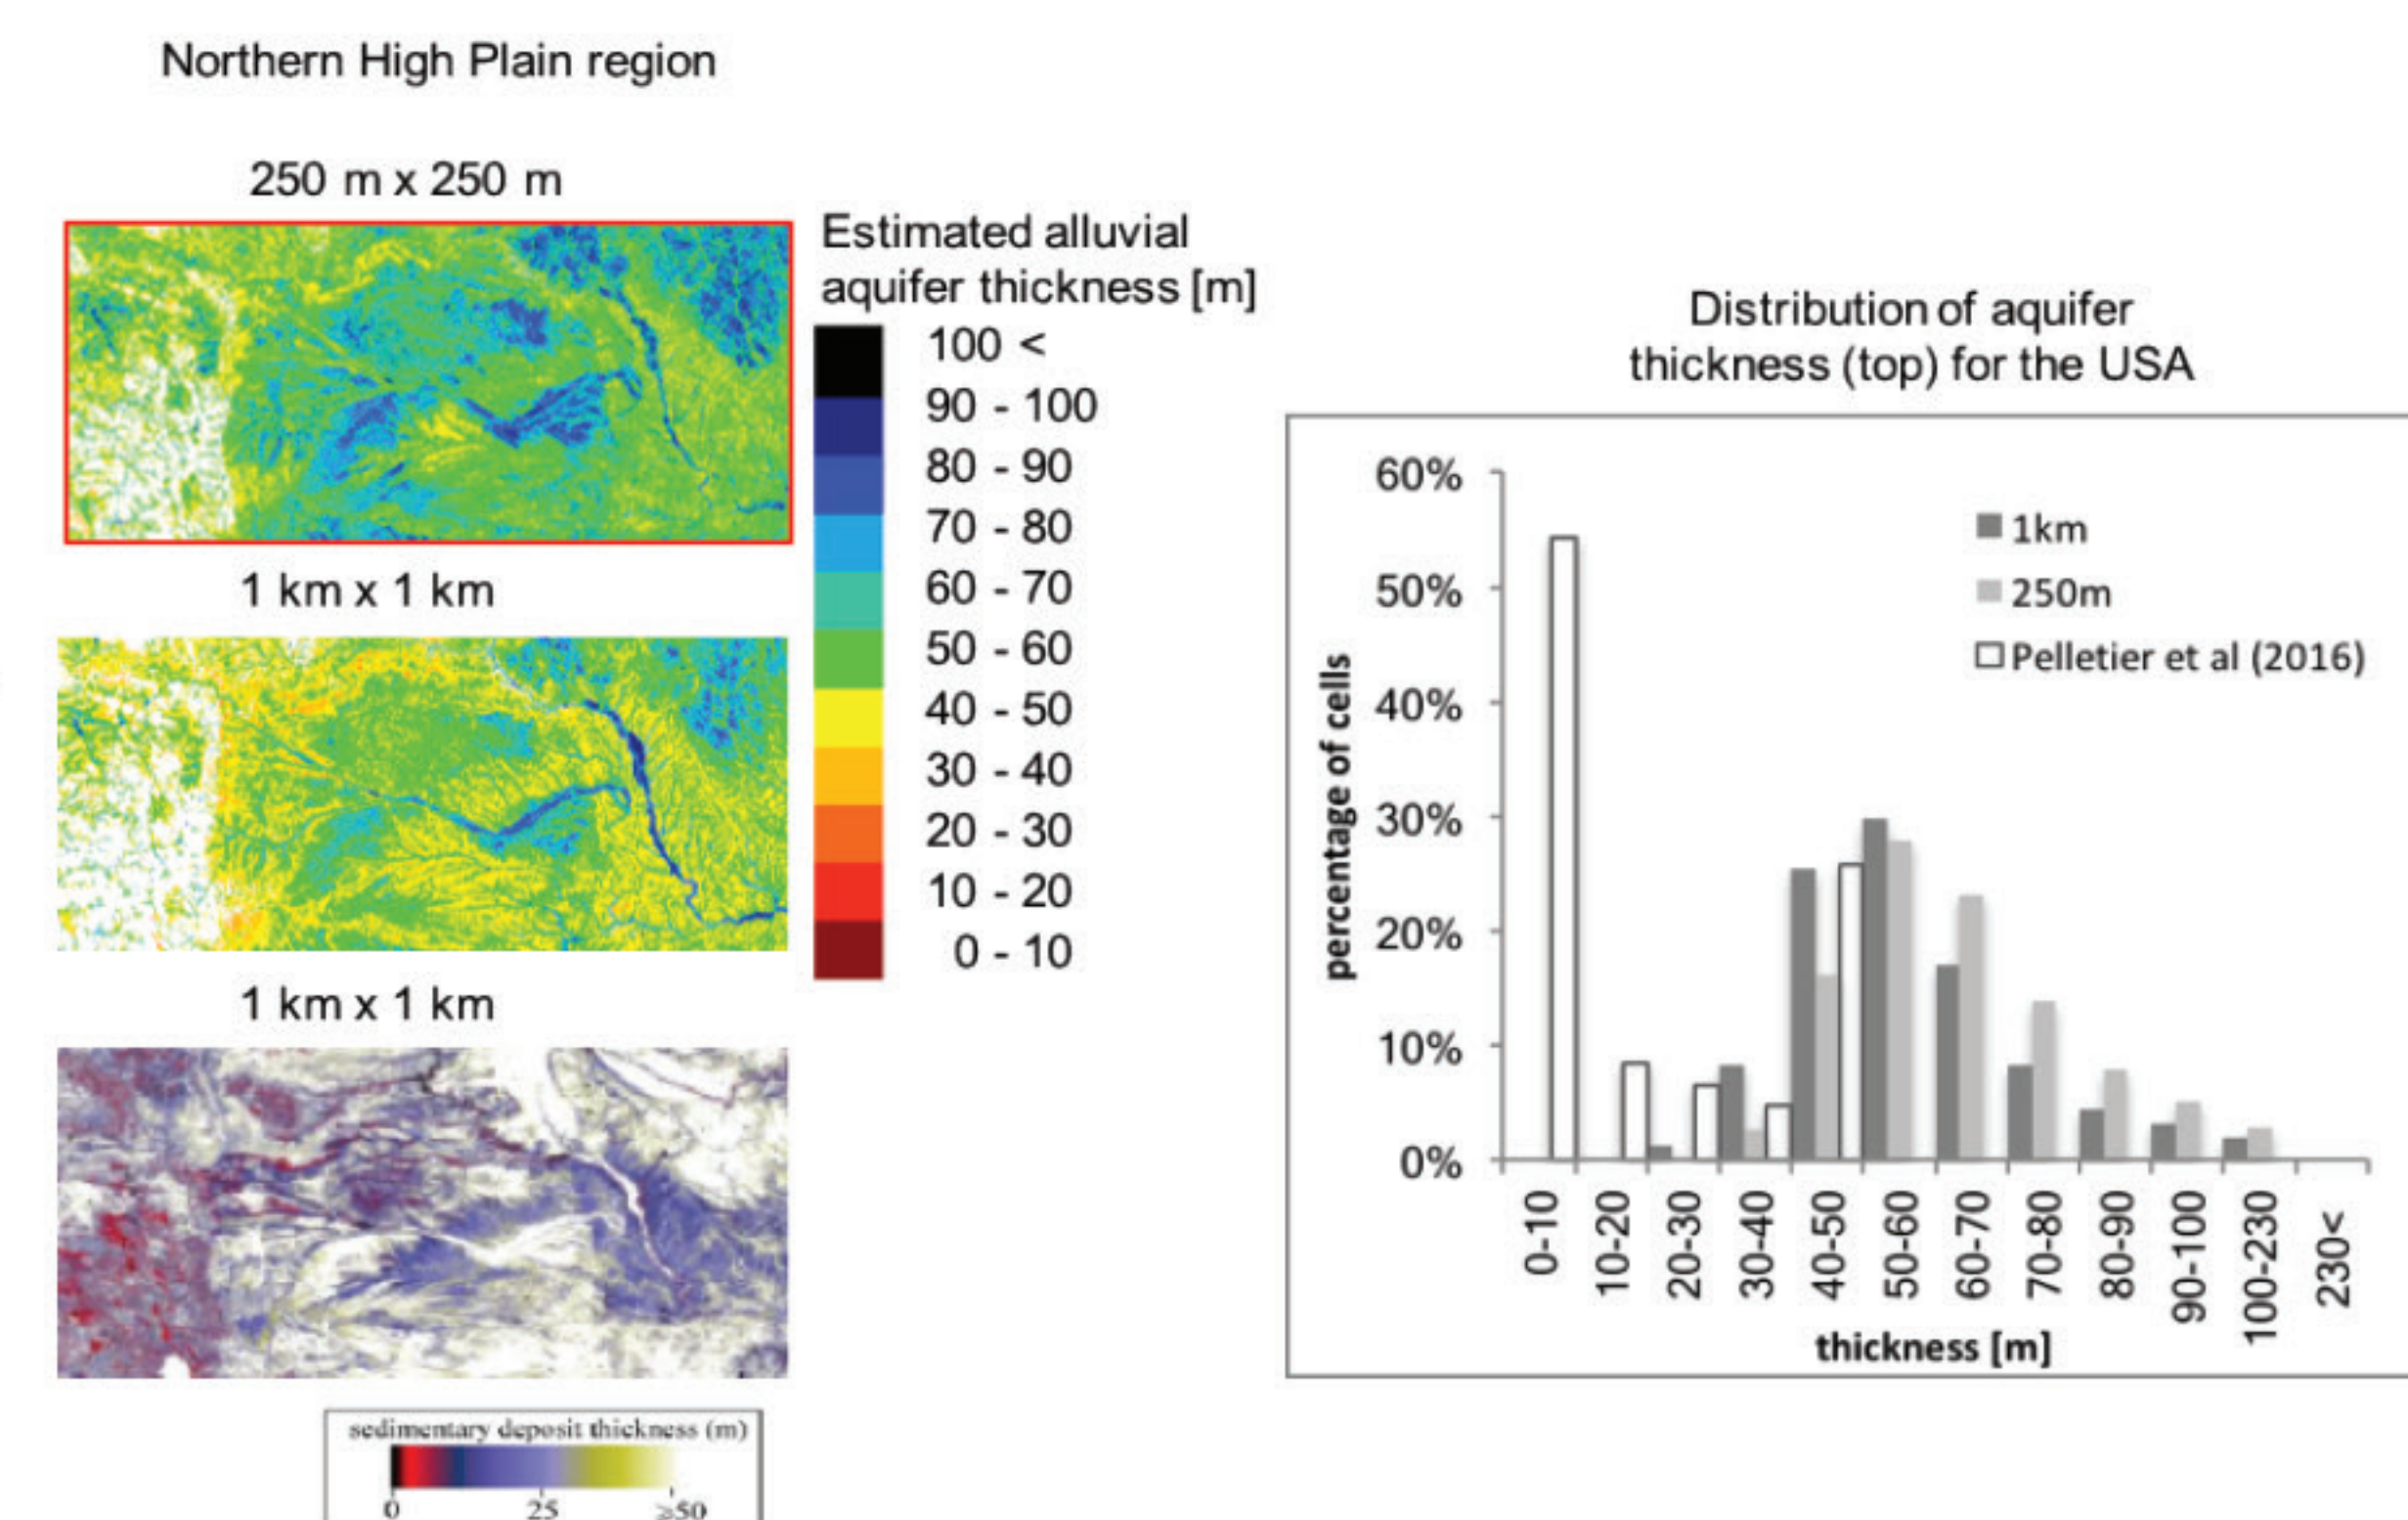 Northern High Plain region
250 m x 250 m
Estimated alluvial
aquifer thickness [m]
100 <
90 - 100
80 - 90
70 - 80
60 - 70
50 - 60
40 - 50
30 - 40
20 - 30
10 - 20
0 - 10
1 km x 1 km
1 km x 1 km
sedimentary deposit thickness (m)
0 25 ≥50
Distribution of aquifer
thickness (top) for the USA
60%
50%
40%
30%
20%
10%
0%
percentage of cells
1km
250m
Pelletier et al (2016)
0-10
10-20
20-30
30-40
40-50
50-60
60-70
70-80
80-90
90-100
100-230
230<
thickness [m]